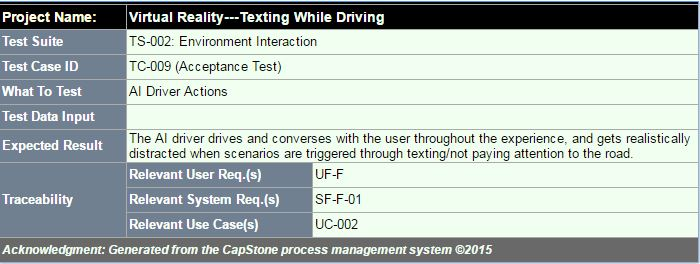 Project Name: Virtual Reality---Texting While Driving
Test Suite TS-002: Environment Interaction
Test Case ID TC-009 (Acceptance Test)
What To Test AI Driver Actions
Test Data Input
Expected Result The AI driver drives and converses with the user throughout the experience, and gets realistically
distracted when scenarios are triggered through texting/not paying attention to the road.
Traceability
Relevant User Req.(s) UF-F
Relevant System Req.(s) SF-F-01
Relevant Use Case(s) UC-002
Acknowledgment: Generated from the CapStone process management system ©2015